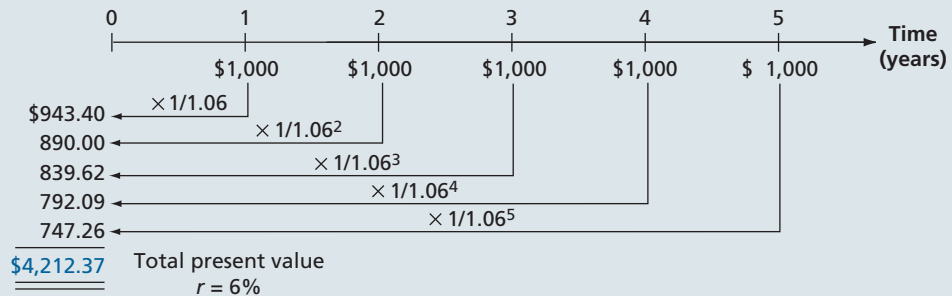 0 1 2 3 4 5
Time
(years)
$1,000 $1,000 $1,000 $1,000 $ 1,000
× 1/1.06
$943.40
× 1/1.06²
890.00
× 1/1.06³
839.62
× 1/1.06⁴
792.09
× 1/1.06⁵
747.26
$4,212.37 Total present value
r = 6%